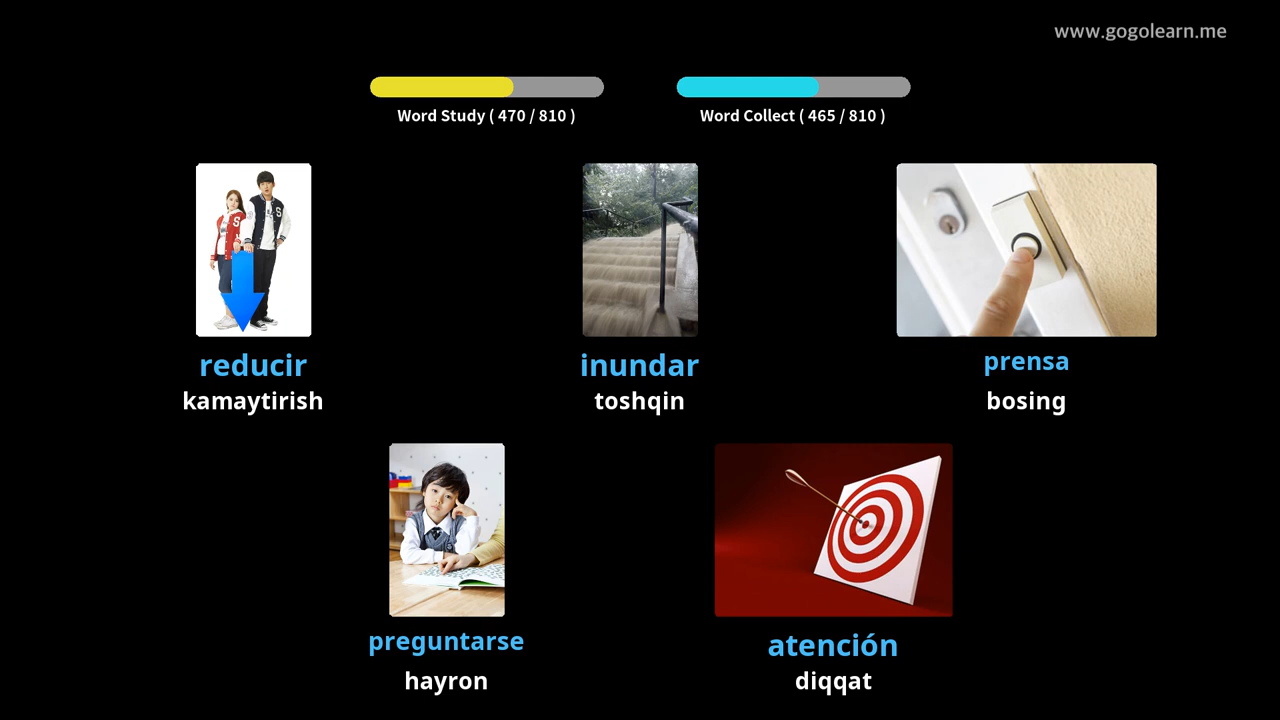 www.gogolearn.me
Word Study ( 470 / 810 )
Word Collect ( 465 / 810 )
reducir
kamaytirish
inundar
toshqin
prensa
bosing
preguntarse
hayron
atención
diqqat